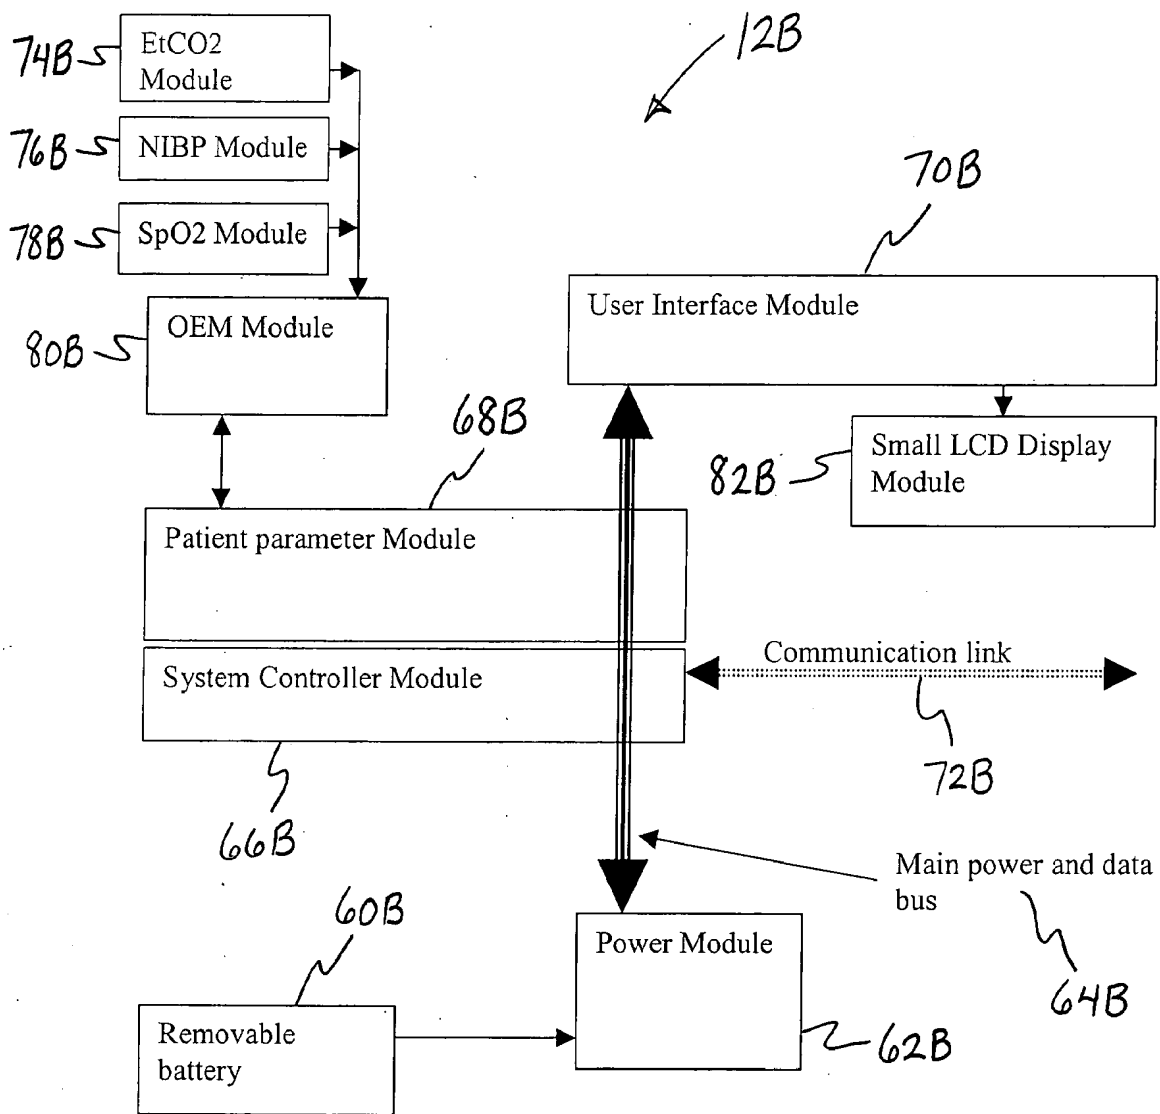 12B
74B
EtCO2
Module
76B
NIBP Module
78B
SpO2 Module
70B
User Interface Module
80B
OEM Module
68B
82B
Small LCD Display
Module
Patient parameter Module
System Controller Module
Communication link
72B
66B
Main power and data
bus
64B
60B
Power Module
62B
Removable
battery